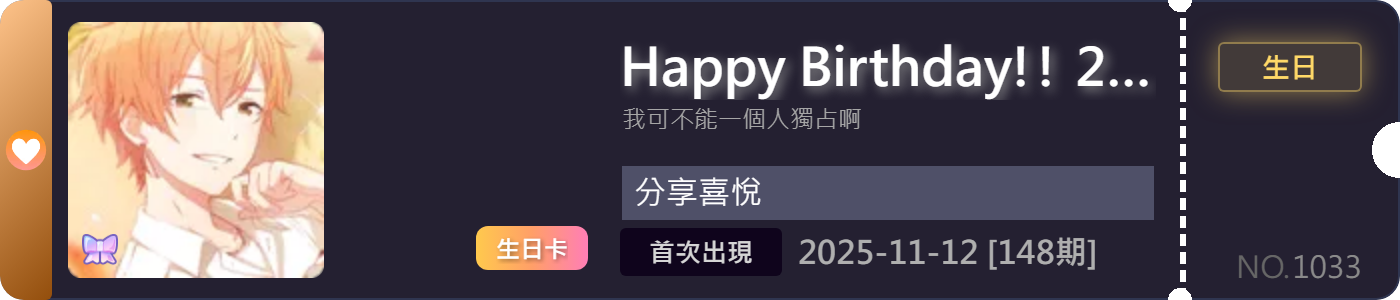 Happy Birthday!! 2...
我可不能一個人獨占啊
分享喜悅
生日卡
首次出現
2025-11-12 [148期]
生日
NO.1033